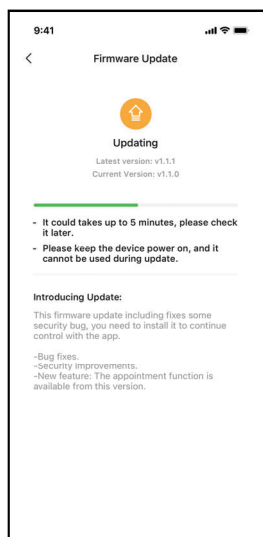 9:41
Firmware Update
Updating
Latest version: v1.1.1
Current Version: v1.1.0
- It could takes up to 5 minutes, please check
it later.
- Please keep the device power on, and it
cannot be used during update.
Introducing Update:
This firmware update including fixes some
security bug, you need to install it to continue
control with the app.
-Bug fixes.
-Security Improvements.
-New feature: The appointment function is
available from this version.